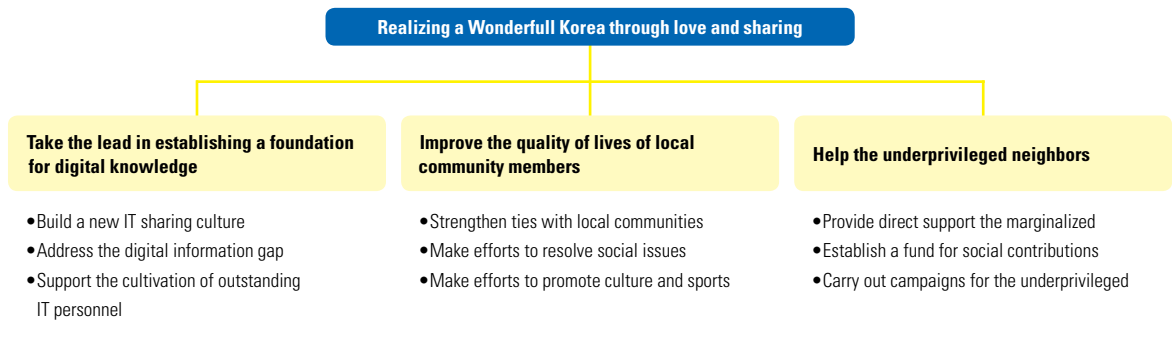 Realizing a Wonderfull Korea through love and sharing
Take the lead in establishing a foundation
for digital knowledge
•Build a new IT sharing culture
•Address the digital information gap
•Support the cultivation of outstanding
IT personnel
Improve the quality of lives of local
community members
•Strengthen ties with local communities
•Make efforts to resolve social issues
•Make efforts to promote culture and sports
Help the underprivileged neighbors
•Provide direct support the marginalized
•Establish a fund for social contributions
•Carry out campaigns for the underprivileged